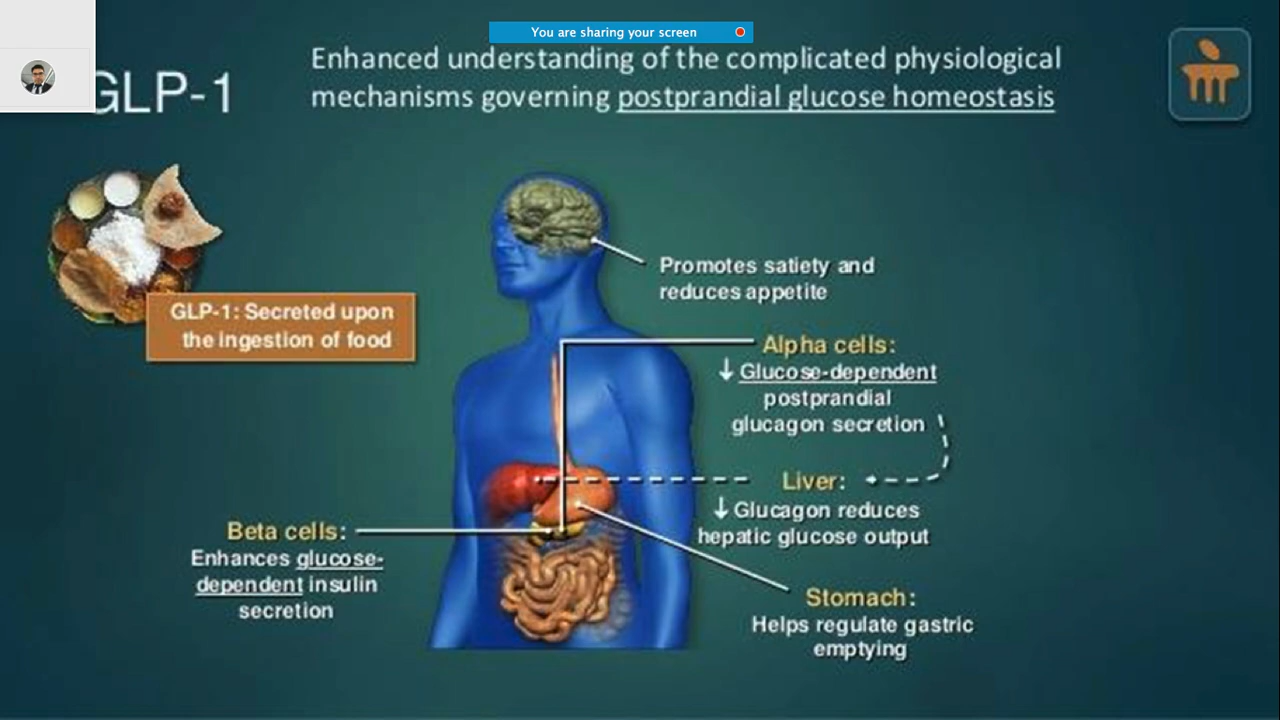 You are sharing your screen
GLP-1
Enhanced understanding of the complicated physiological
mechanisms governing postprandial glucose homeostasis
GLP-1: Secreted upon
the ingestion of food
Promotes satiety and
reduces appetite
Alpha cells:
↓ Glucose-dependent
postprandial
glucagon secretion
Liver:
↓ Glucagon reduces
hepatic glucose output
Beta cells:
Enhances glucose-
dependent insulin
secretion
Stomach:
Helps regulate gastric
emptying